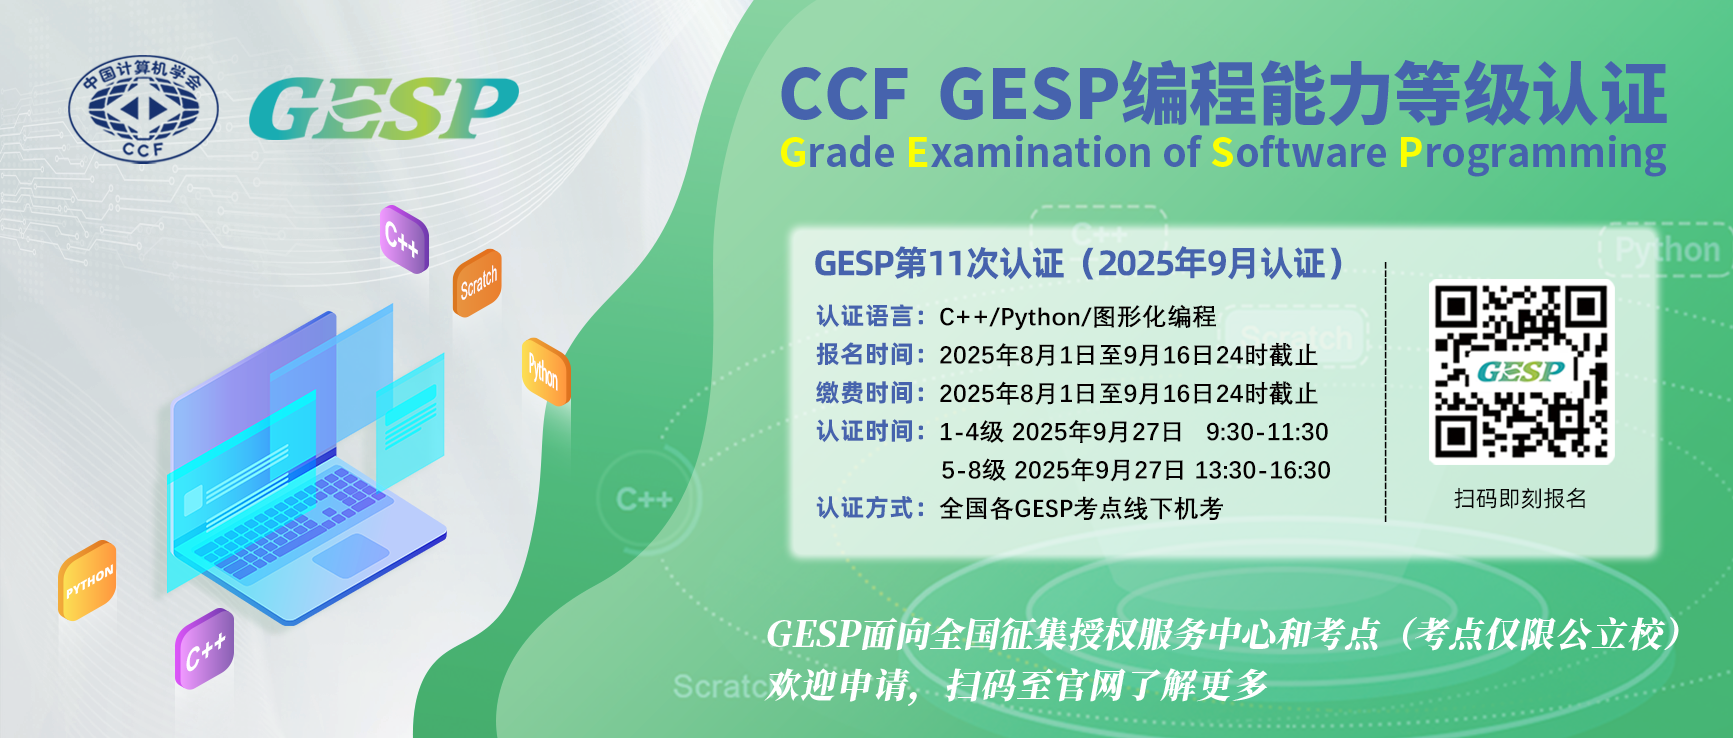 中国计算机学会
CCF
GESP
CCF GESP编程能力等级认证
Grade Examination of Software Programming
C++
Scratch
Python
PYTHON
C++
C++
Python
Scratch
C++
Scratch
GESP第11次认证（2025年9月认证）
认证语言：C++/Python/图形化编程
报名时间：2025年8月1日至9月16日24时截止
缴费时间：2025年8月1日至9月16日24时截止
认证时间：1-4级 2025年9月27日 9:30-11:30
5-8级 2025年9月27日 13:30-16:30
认证方式：全国各GESP考点线下机考
GESP
扫码即刻报名
GESP面向全国征集授权服务中心和考点（考点仅限公立校）
欢迎申请，扫码至官网了解更多